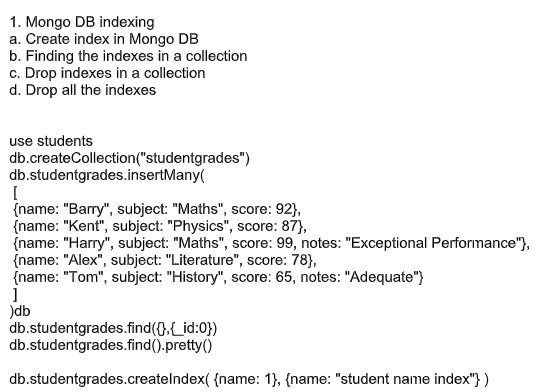 1. Mongo DB indexing
a. Create index in Mongo DB
b. Finding the indexes in a collection
c. Drop indexes in a collection
d. Drop all the indexes
use students
db.createCollection("studentgrades")
db.studentgrades.insertMany(
[
{name: "Barry", subject: "Maths", score: 92},
{name: "Kent", subject: "Physics", score: 87},
{name: "Harry", subject: "Maths", score: 99, notes: "Exceptional Performance"},
{name: "Alex", subject: "Literature", score: 78},
{name: "Tom", subject: "History", score: 65, notes: "Adequate"}
]
)db
db.studentgrades.find({},{_id:0})
db.studentgrades.find().pretty()
db.studentgrades.createIndex( {name: 1}, {name: "student name index"} )